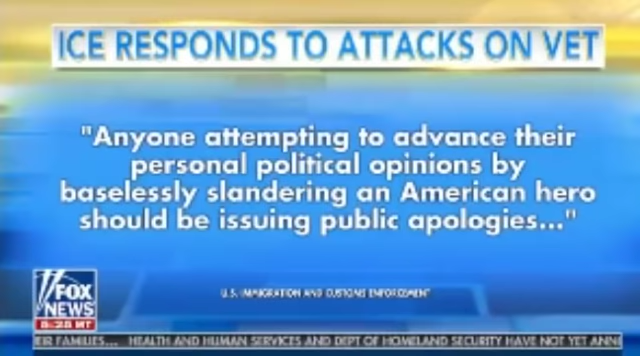 ICE RESPONDS TO ATTACKS ON VET
"Anyone attempting to advance their
personal political opinions by
baselessly slandering an American hero
should be issuing public apologies..."
U.S. IMMIGRATION AND CUSTOMS ENFORCEMENT
FOX
NEWS
MT
FAMILIES... HEALTH AND HUMAN SERVICES AND DEPT OF HOMELAND SECURITY HAVE NOT YET